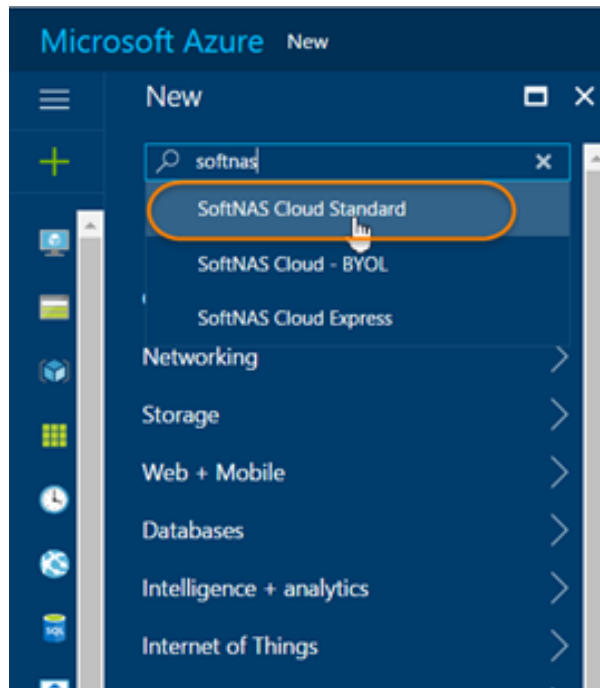 Microsoft Azure New
New
softnas
SoftNAS Cloud Standard
SoftNAS Cloud - BYOL
SoftNAS Cloud Express
Networking
Storage
Web + Mobile
Databases
Intelligence + analytics
Internet of Things
SQL